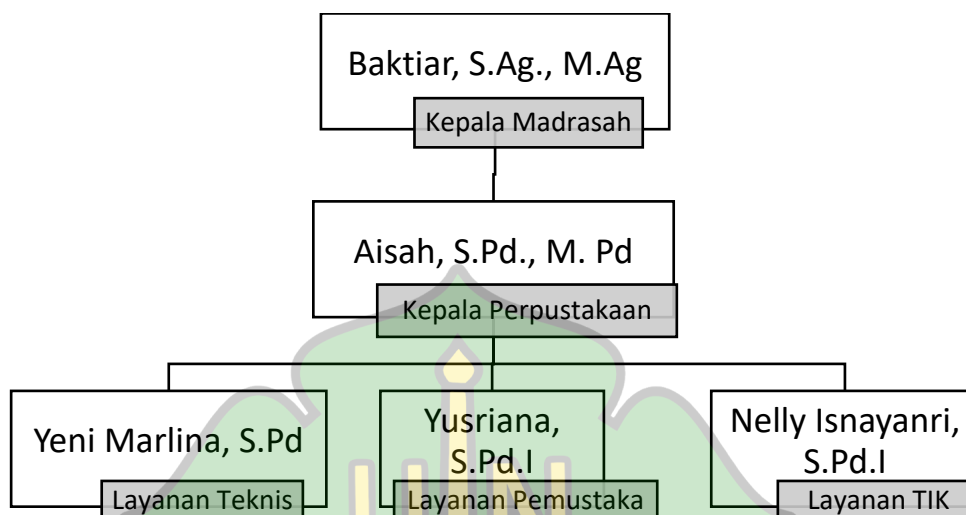 Baktiar, S.Ag., M.Ag
Kepala Madrasah
Aisah, S.Pd., M. Pd
Kepala Perpustakaan
Yeni Marlina, S.Pd
Layanan Teknis
Yusriana,
S.Pd.I
Layanan Pemustaka
Nelly Isnayanri,
S.Pd.I
Layanan TIK